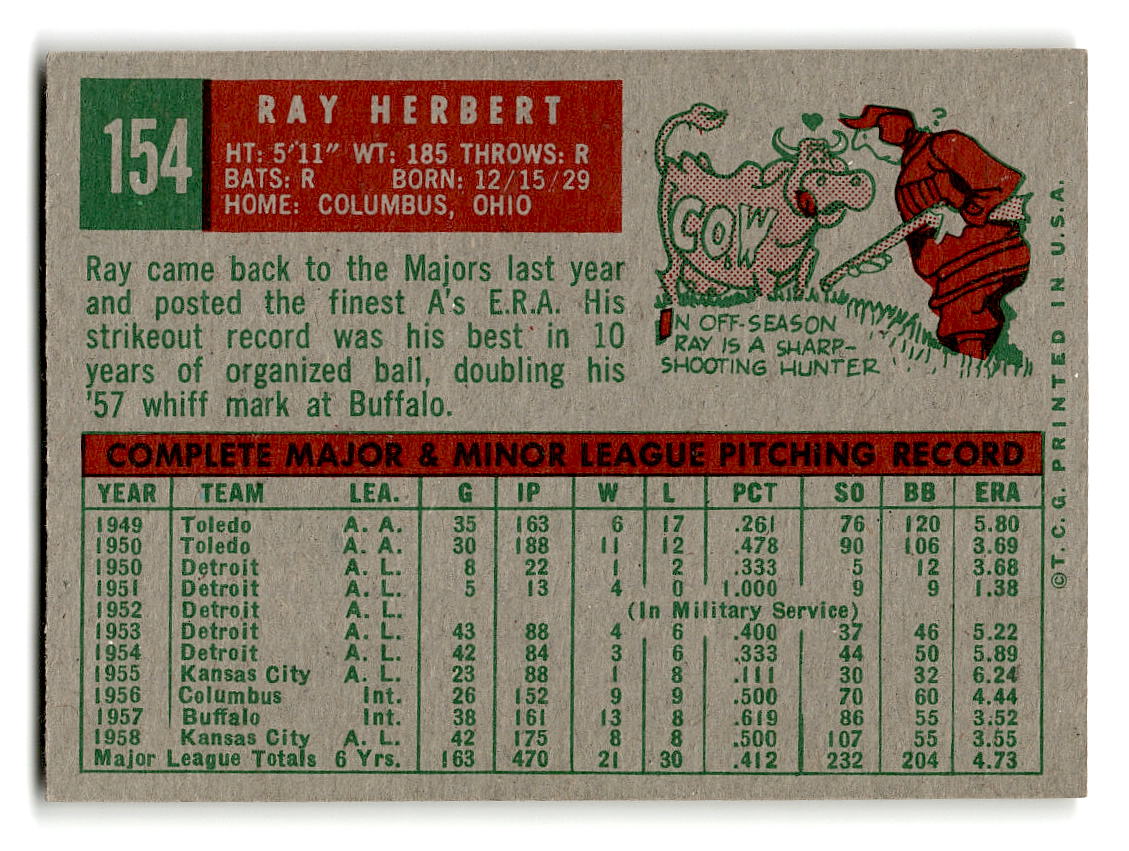 154
RAY HERBERT
HT: 5'11" WT: 185 THROWS: R
BATS: R BORN: 12/15/29
HOME: COLUMBUS, OHIO
Ray came back to the Majors last year
and posted the finest A's E.R.A. His
strikeout record was his best in 10
years of organized ball, doubling his
'57 whiff mark at Buffalo.
?
COW
IN OFF-SEASON
RAY IS A SHARP-
SHOOTING HUNTER
COMPLETE MAJOR & MINOR LEAGUE PITCHING RECORD
YEAR TEAM LEA. G IP W L PCT SO BB ERA
1949 Toledo A. A. 35 163 6 17 .261 76 120 5.80
1950 Toledo A. A. 30 188 11 12 .478 90 106 3.69
1950 Detroit A. L. 8 22 1 2 .333 5 12 3.68
1951 Detroit A. L. 5 13 4 0 1.000 9 9 1.38
1952 Detroit A. L. (In Military Service)
1953 Detroit A. L. 43 88 4 6 .400 37 46 5.22
1954 Detroit A. L. 42 84 3 6 .333 44 50 5.89
1955 Kansas City A. L. 23 88 1 8 .111 30 32 6.24
1956 Columbus Int. 26 152 9 9 .500 70 60 4.44
1957 Buffalo Int. 38 161 13 8 .619 86 55 3.52
1958 Kansas City A. L. 42 175 8 8 .500 107 55 3.55
Major League Totals 6 Yrs. 163 470 21 30 .412 232 204 4.73
©T. C. G. PRINTED IN U.S.A.